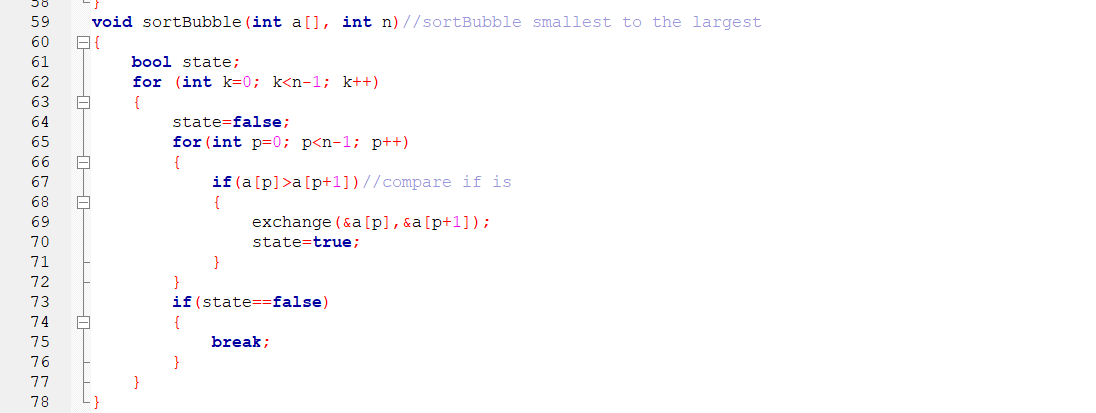 58 }
59 void sortBubble(int a[], int n)//sortBubble smallest to the largest
60 {
61     bool state;
62     for (int k=0; k<n-1; k++)
63     {
64         state=false;
65         for(int p=0; p<n-1; p++)
66         {
67             if(a[p]>a[p+1])//compare if is
68             {
69                 exchange(&a[p],&a[p+1]);
70                 state=true;
71             }
72         }
73         if(state==false)
74         {
75             break;
76         }
77     }
78 }